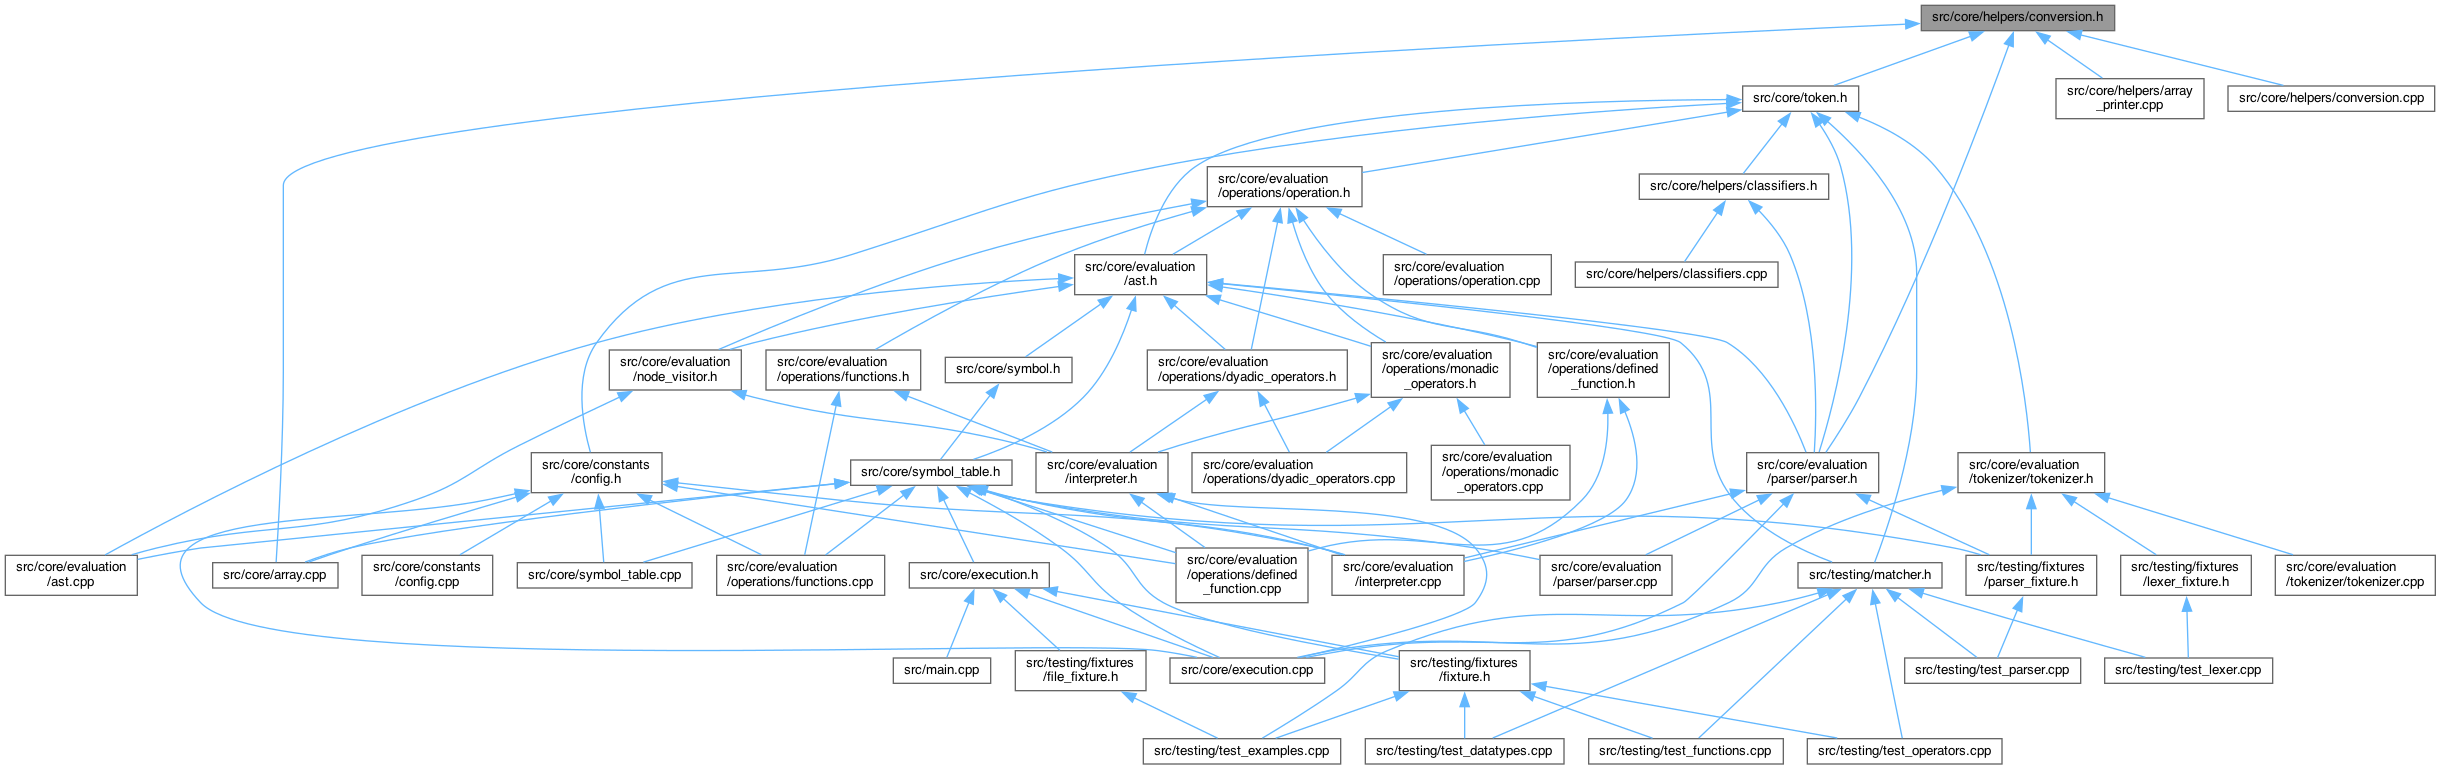 src/core/helpers/conversion.h
src/core/token.h
src/core/helpers/array
_printer.cpp
src/core/helpers/conversion.cpp
src/core/evaluation
/operations/operation.h
src/core/helpers/classifiers.h
src/core/evaluation
/ast.h
src/core/evaluation
/operations/operation.cpp
src/core/helpers/classifiers.cpp
src/core/evaluation
/node_visitor.h
src/core/evaluation
/operations/functions.h
src/core/symbol.h
src/core/evaluation
/operations/dyadic_operators.h
src/core/evaluation
/operations/monadic
_operators.h
src/core/evaluation
/operations/defined
_function.h
src/core/constants
/config.h
src/core/symbol_table.h
src/core/evaluation
/interpreter.h
src/core/evaluation
/operations/dyadic_operators.cpp
src/core/evaluation
/operations/monadic
_operators.cpp
src/core/evaluation
/parser/parser.h
src/core/evaluation
/tokenizer/tokenizer.h
src/core/evaluation
/ast.cpp
src/core/array.cpp
src/core/constants
/config.cpp
src/core/symbol_table.cpp
src/core/evaluation
/operations/functions.cpp
src/core/execution.h
src/core/evaluation
/operations/defined
_function.cpp
src/core/evaluation
/interpreter.cpp
src/core/evaluation
/parser/parser.cpp
src/testing/matcher.h
src/testing/fixtures
/parser_fixture.h
src/testing/fixtures
/lexer_fixture.h
src/core/evaluation
/tokenizer/tokenizer.cpp
src/main.cpp
src/testing/fixtures
/file_fixture.h
src/core/execution.cpp
src/testing/fixtures
/fixture.h
src/testing/test_parser.cpp
src/testing/test_lexer.cpp
src/testing/test_examples.cpp
src/testing/test_datatypes.cpp
src/testing/test_functions.cpp
src/testing/test_operators.cpp